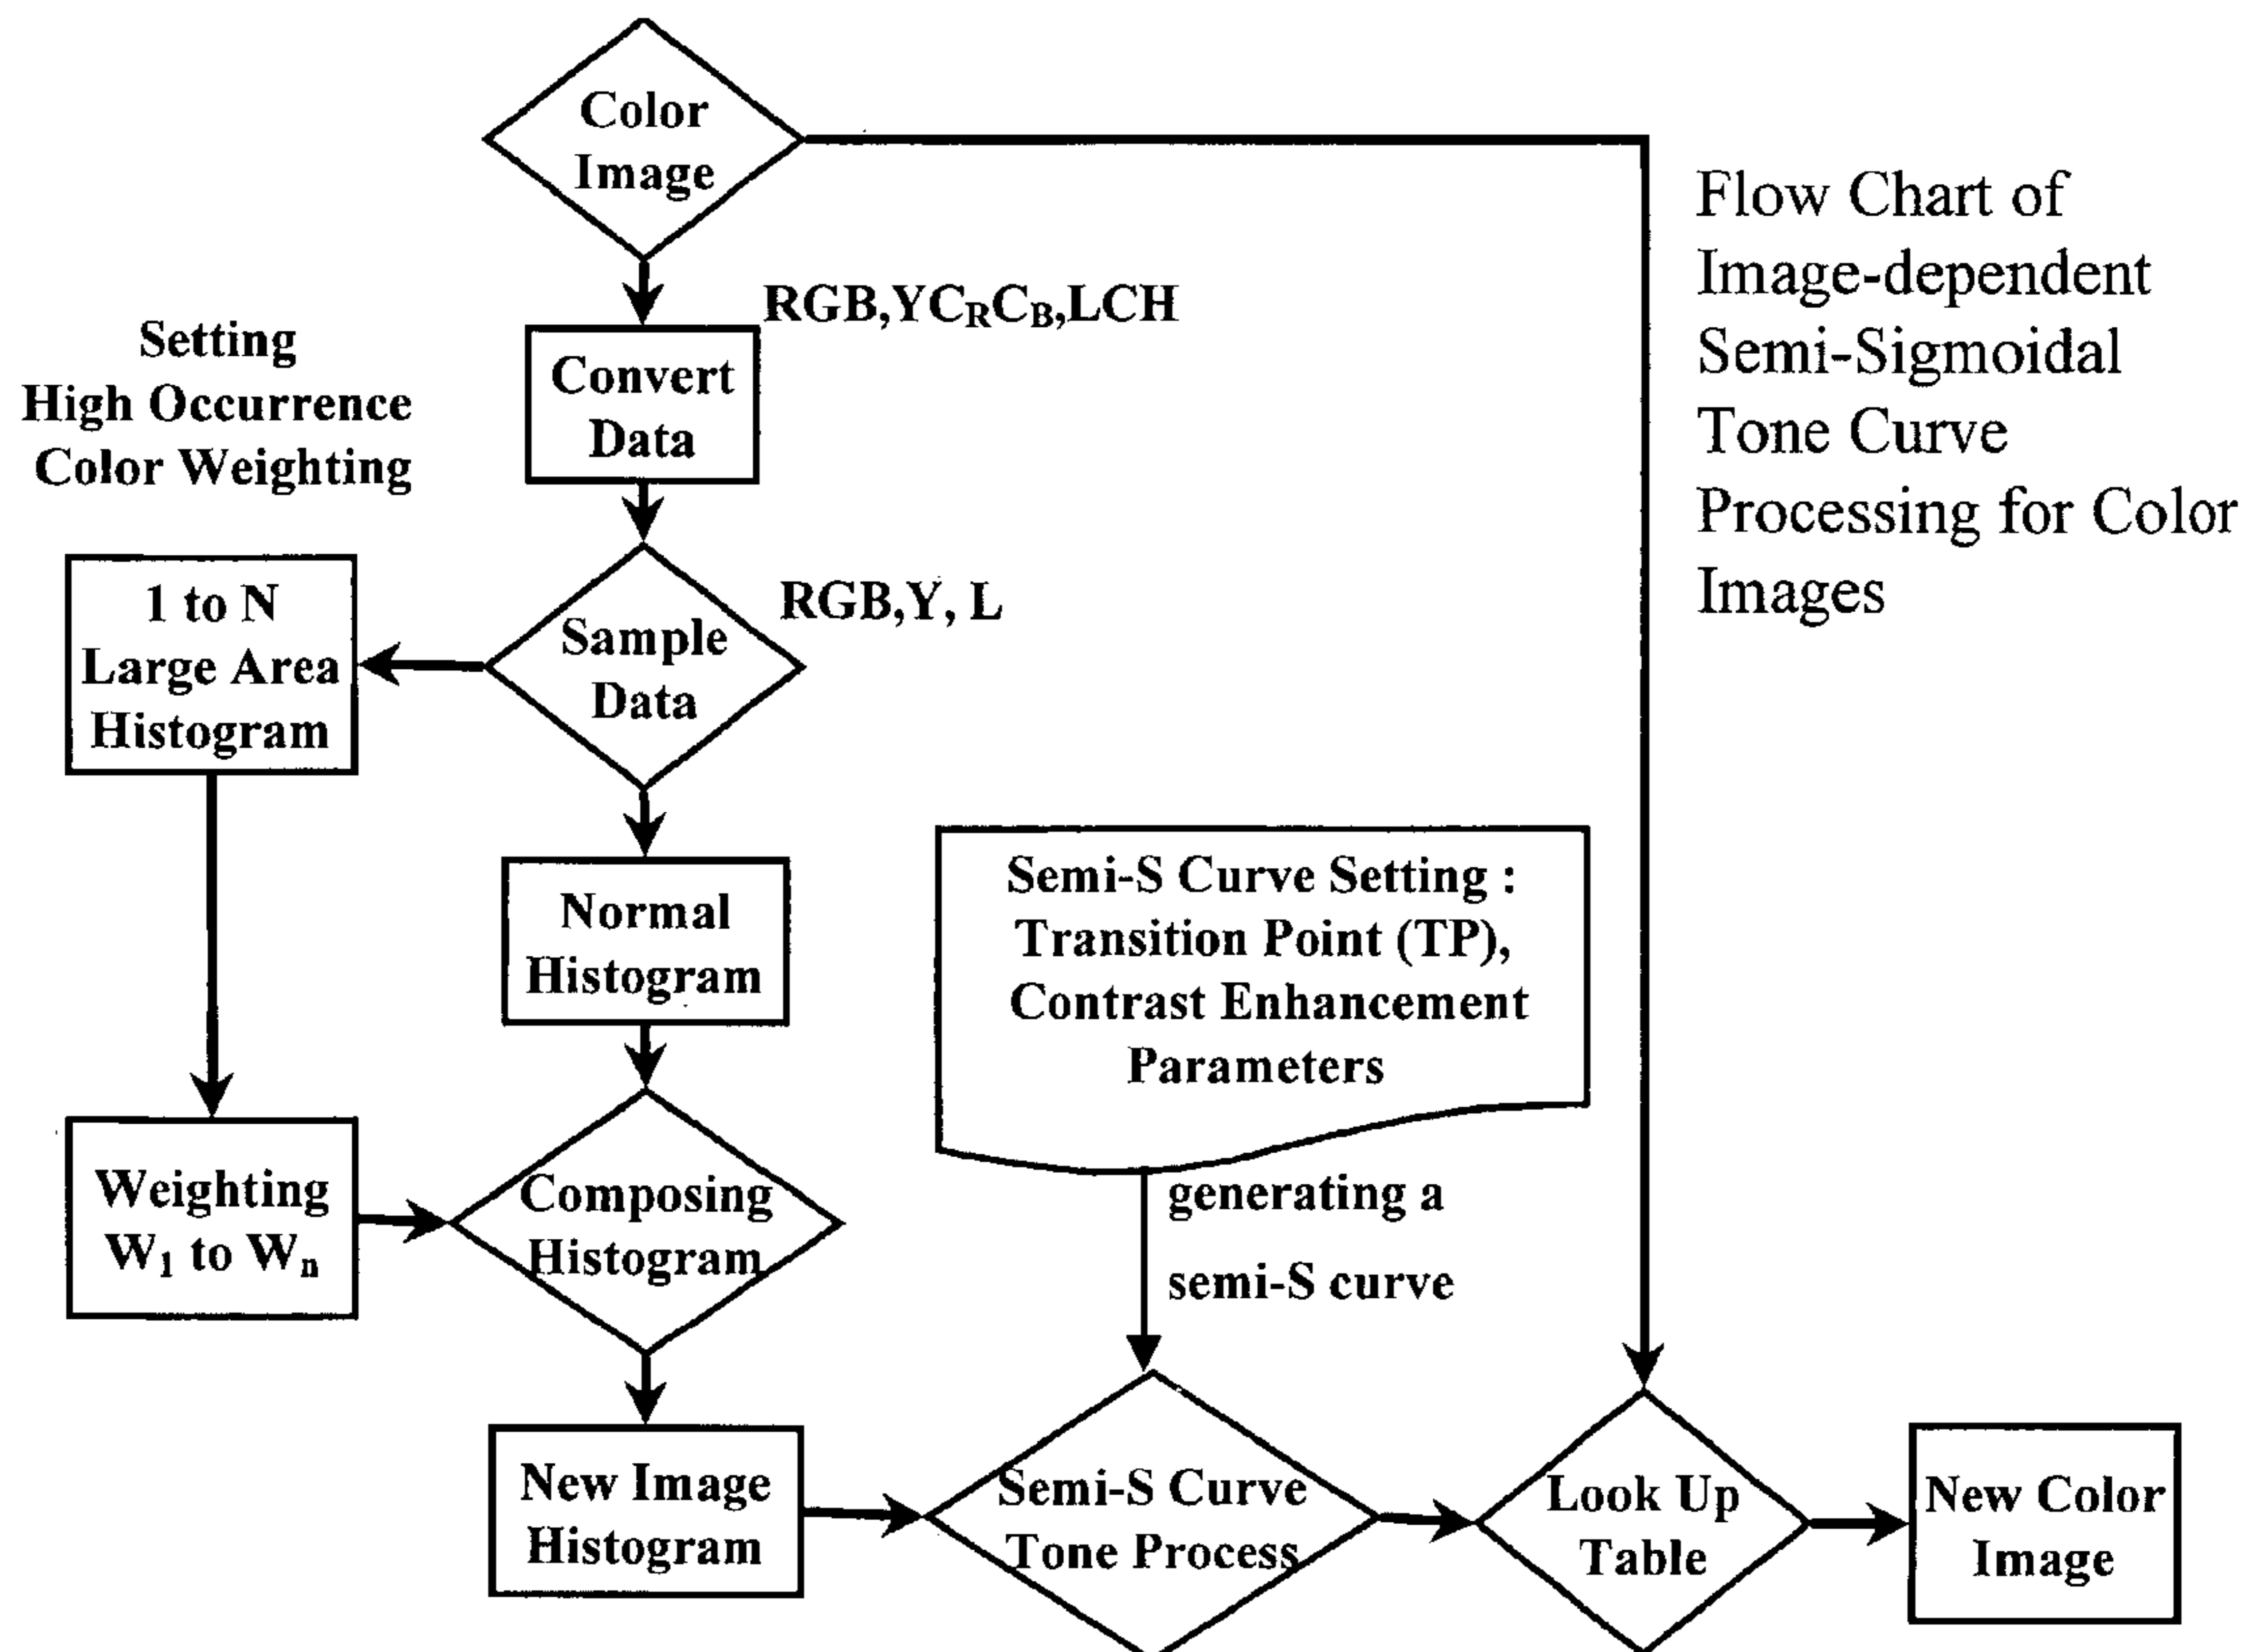 Color
Image
Flow Chart of
Image-dependent
Semi-Sigmoidal
Tone Curve
Processing for Color
Images
RGB,YCRCB,LCH
Setting
High Occurrence
Color Weighting
Convert
Data
1 to N
Large Area
Histogram
Sample
Data
RGB,Y, L
Normal
Histogram
Semi-S Curve Setting :
Transition Point (TP),
Contrast Enhancement
Parameters
Weighting
W1 to Wn
Composing
Histogram
generating a
semi-S curve
New Image
Histogram
Semi-S Curve
Tone Process
Look Up
Table
New Color
Image